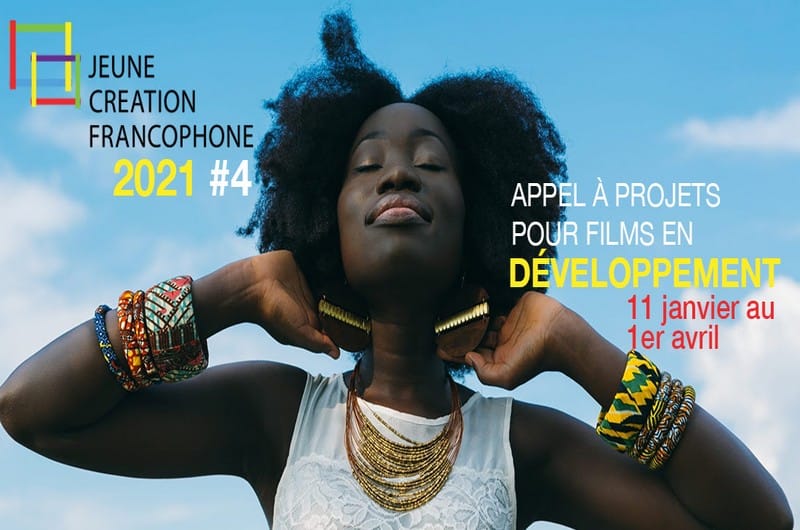 JEUNE
CREATION
FRANCOPHONE
2021 #4
APPEL À PROJETS
POUR FILMS EN
DÉVELOPPEMENT
11 janvier au
1er avril